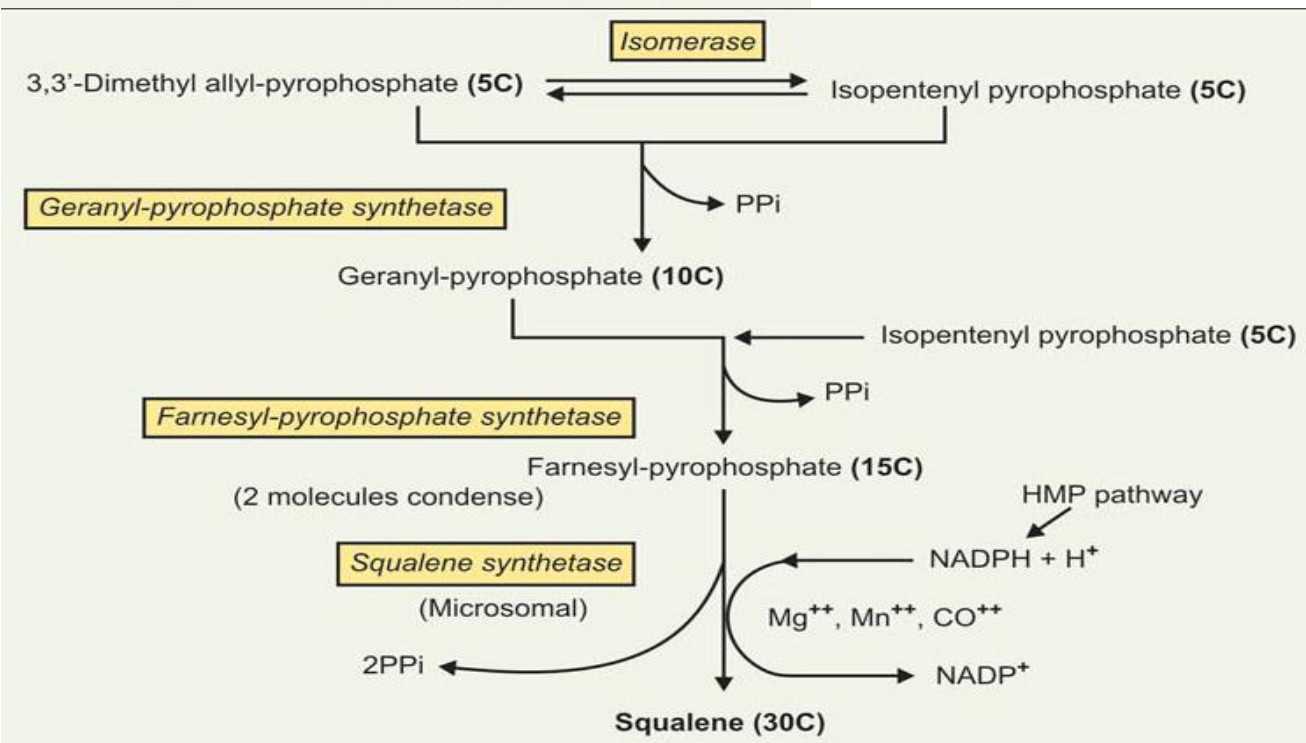 Isomerase
3,3'-Dimethyl allyl-pyrophosphate (5C)
Isopentenyl pyrophosphate (5C)
Geranyl-pyrophosphate synthetase
PPi
Geranyl-pyrophosphate (10C)
Isopentenyl pyrophosphate (5C)
PPi
Farnesyl-pyrophosphate synthetase
Farnesyl-pyrophosphate (15C)
(2 molecules condense)
HMP pathway
Squalene synthetase
NADPH + H⁺
(Microsomal)
Mg⁺⁺, Mn⁺⁺, CO⁺⁺
2PPi
NADP⁺
Squalene (30C)